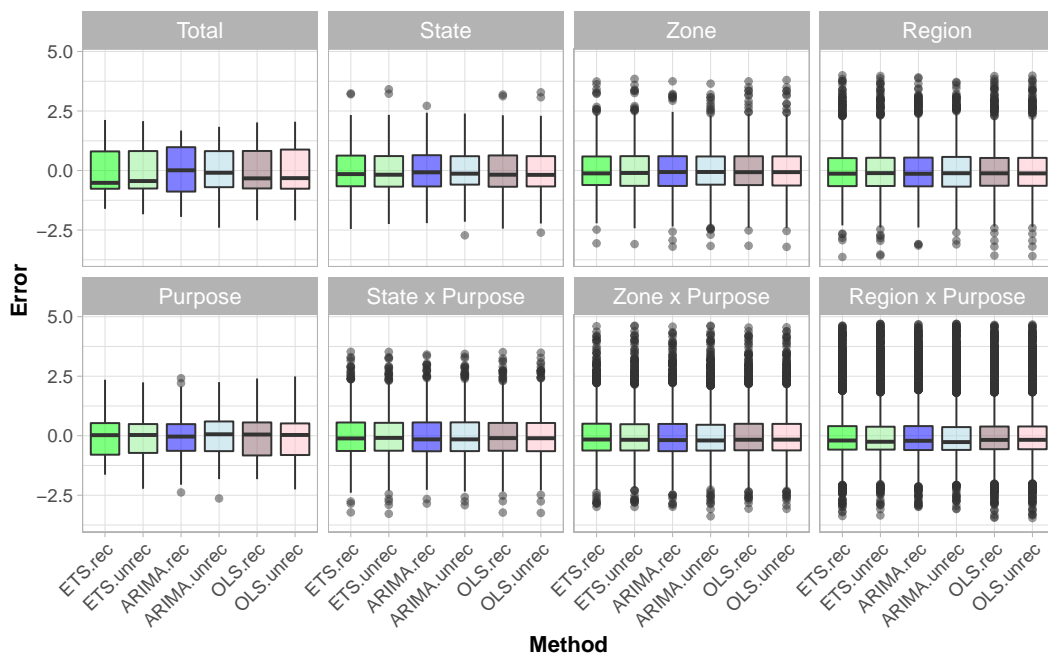 Total State Zone Region
5.0
2.5
0.0
−2.5
Purpose State x Purpose Zone x Purpose Region x Purpose
5.0
2.5
0.0
−2.5
Error
ETS.rec ETS.unrec ARIMA.rec ARIMA.unrec OLS.rec OLS.unrec ETS.rec ETS.unrec ARIMA.rec ARIMA.unrec OLS.rec OLS.unrec ETS.rec ETS.unrec ARIMA.rec ARIMA.unrec OLS.rec OLS.unrec ETS.rec ETS.unrec ARIMA.rec ARIMA.unrec OLS.rec OLS.unrec
Method